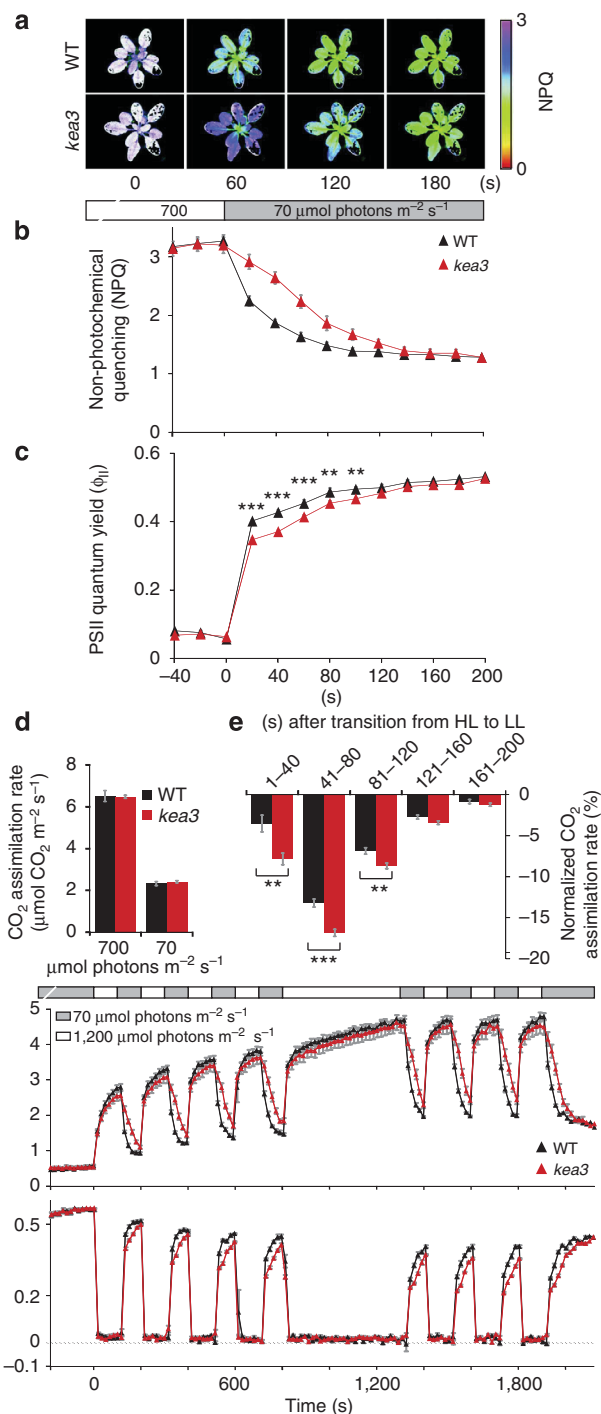 a
WT
kea3
0 60 120 180 (s)
3
0
NPQ
700 70 μmol photons m−2 s−1
b
Non-photochemical
quenching (NPQ)
3
2
1
0
WT
kea3
c
PSII quantum yield (ϕII)
0.6
0.4
0.2
0
*** *** *** ** **
−40 0 40 80 120 160 200
(s)
d
CO2 assimilation rate
(μmol CO2 m−2 s−1)
8
6
4
2
0
WT
kea3
700 70
μmol photons m−2 s−1
e
(s) after transition from HL to LL
1–40 41–80 81–120 121–160 161–200
0
−5
−10
−15
−20
** *** **
Normalized CO2
assimilation rate (%)
70 μmol photons m−2 s−1
1,200 μmol photons m−2 s−1
5
4
3
2
1
0
WT
kea3
0.5
0.2
0
−0.1
0 600 1,200 1,800
Time (s)